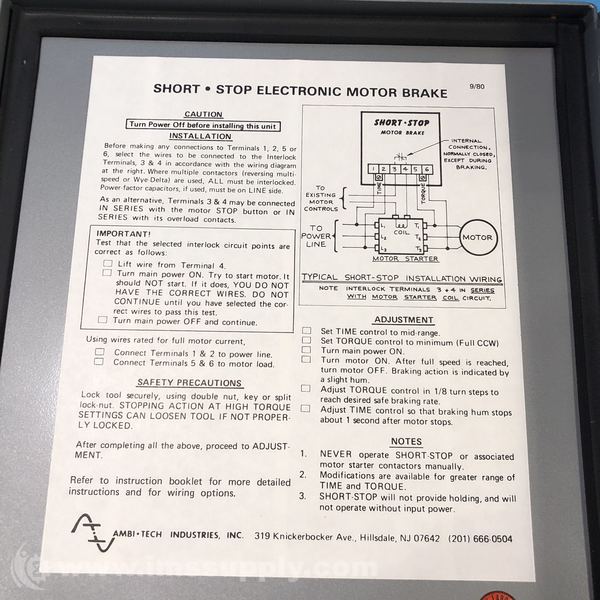 SHORT • STOP ELECTRONIC MOTOR BRAKE
9/80
CAUTION
Turn Power Off before installing this unit
INSTALLATION
Before making any connections to Terminals 1, 2, 5 or
6, select the wires to be connected to the Interlock
Terminals, 3 & 4 in accordance with the wiring diagram
at the right. Where multiple contactors (reversing multi-
speed or Wye-Delta) are used, ALL must be interlocked.
Power factor capacitors, if used, must be on LINE side.
As an alternative, Terminals 3 & 4 may be connected
IN SERIES with the motor STOP button or IN
SERIES with its overload contacts.
IMPORTANT!
Test that the selected interlock circuit points are
correct as follows:
Lift wire from Terminal 4.
Turn main power ON. Try to start motor. It
should NOT start. If it does, YOU DO NOT
HAVE THE CORRECT WIRES. DO NOT
CONTINUE until you have selected the cor-
rect wires to pass this test.
Turn main power OFF and continue.
Using wires rated for full motor current,
Connect Terminals 1 & 2 to power line.
Connect Terminals 5 & 6 to motor load.
SAFETY PRECAUTIONS
Lock tool securely, using double nut, key or split
lock-nut. STOPPING ACTION AT HIGH TORQUE
SETTINGS CAN LOOSEN TOOL IF NOT PROPER-
LY LOCKED.
After completing all the above, proceed to ADJUST-
MENT.
Refer to instruction booklet for more detailed
instructions and for wiring options.
SHORT-STOP
MOTOR BRAKE
INTERNAL
CONNECTION,
NORMALLY CLOSED,
EXCEPT DURING
BRAKING.
1 2 3 4 5 6
TIME
TORQUE
TO
EXISTING
MOTOR
CONTROLS
TO
POWER
LINE
L1 T1
COIL
L2 T2
L3 T3
MOTOR
MOTOR STARTER
TYPICAL SHORT-STOP INSTALLATION WIRING
NOTE INTERLOCK TERMINALS 3 + 4 IN SERIES
WITH MOTOR STARTER COIL CIRCUIT.
ADJUSTMENT
Set TIME control to mid-range.
Set TORQUE control to minimum (Full CCW)
Turn main power ON.
Turn motor ON. After full speed is reached,
turn motor OFF. Braking action is indicated by
a slight hum.
Adjust TORQUE control in 1/8 turn steps to
reach desired safe braking rate.
Adjust TIME control so that braking hum stops
about 1 second after motor stops.
NOTES
1. NEVER operate SHORT-STOP or associated
motor starter contactors manually.
2. Modifications are available for greater range of
TIME and TORQUE.
3. SHORT-STOP will not provide holding, and will
not operate without input power.
AMBI-TECH INDUSTRIES, INC. 319 Knickerbocker Ave., Hillsdale, NJ 07642 (201) 666-0504
www.imssupply.com